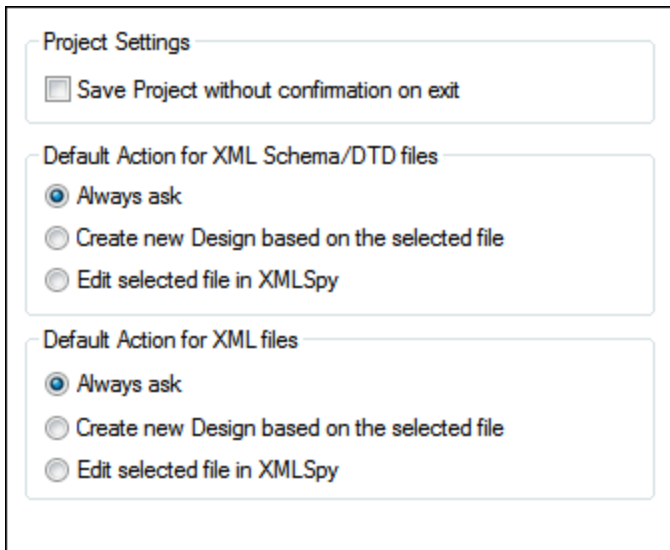 Project Settings
Save Project without confirmation on exit
Default Action for XML Schema/DTD files
Always ask
Create new Design based on the selected file
Edit selected file in XMLSpy
Default Action for XML files
Always ask
Create new Design based on the selected file
Edit selected file in XMLSpy